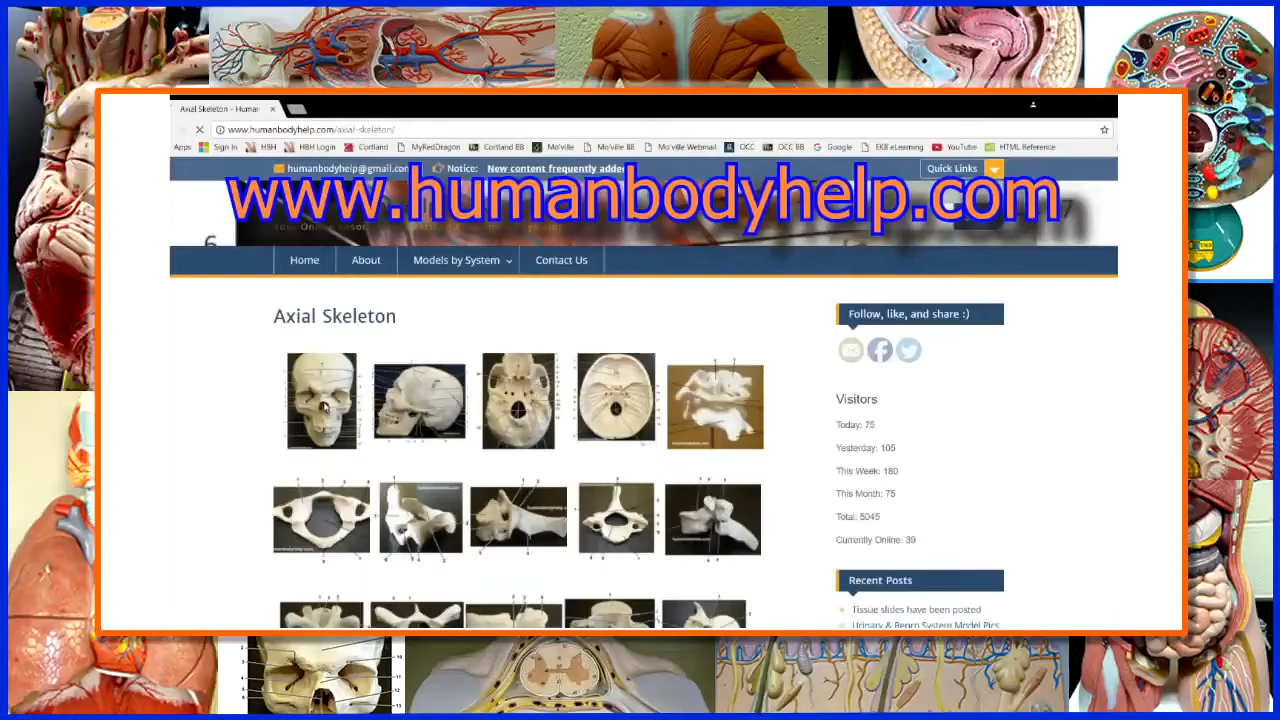 Axial Skeleton - Human
www.humanbodyhelp.com/axial-skeleton/
Apps Sign In HBH HBH Login Cortland MyRedDragon Cortland BB Mo'ville Mo'ville BB Mo'ville Webmail OCC OCC BB Google EKB eLearning YouTube HTML Reference
humanbodyhelp@gmail.com Notice: New content frequently added Quick Links
www.humanbodyhelp.com
Home About Models by System Contact Us
Axial Skeleton
Follow, like, and share :)
Visitors
Today: 75
Yesterday: 105
This Week: 180
This Month: 75
Total: 5045
Currently Online: 39
Recent Posts
Tissue slides have been posted
Urinary & Repro System Model Pics